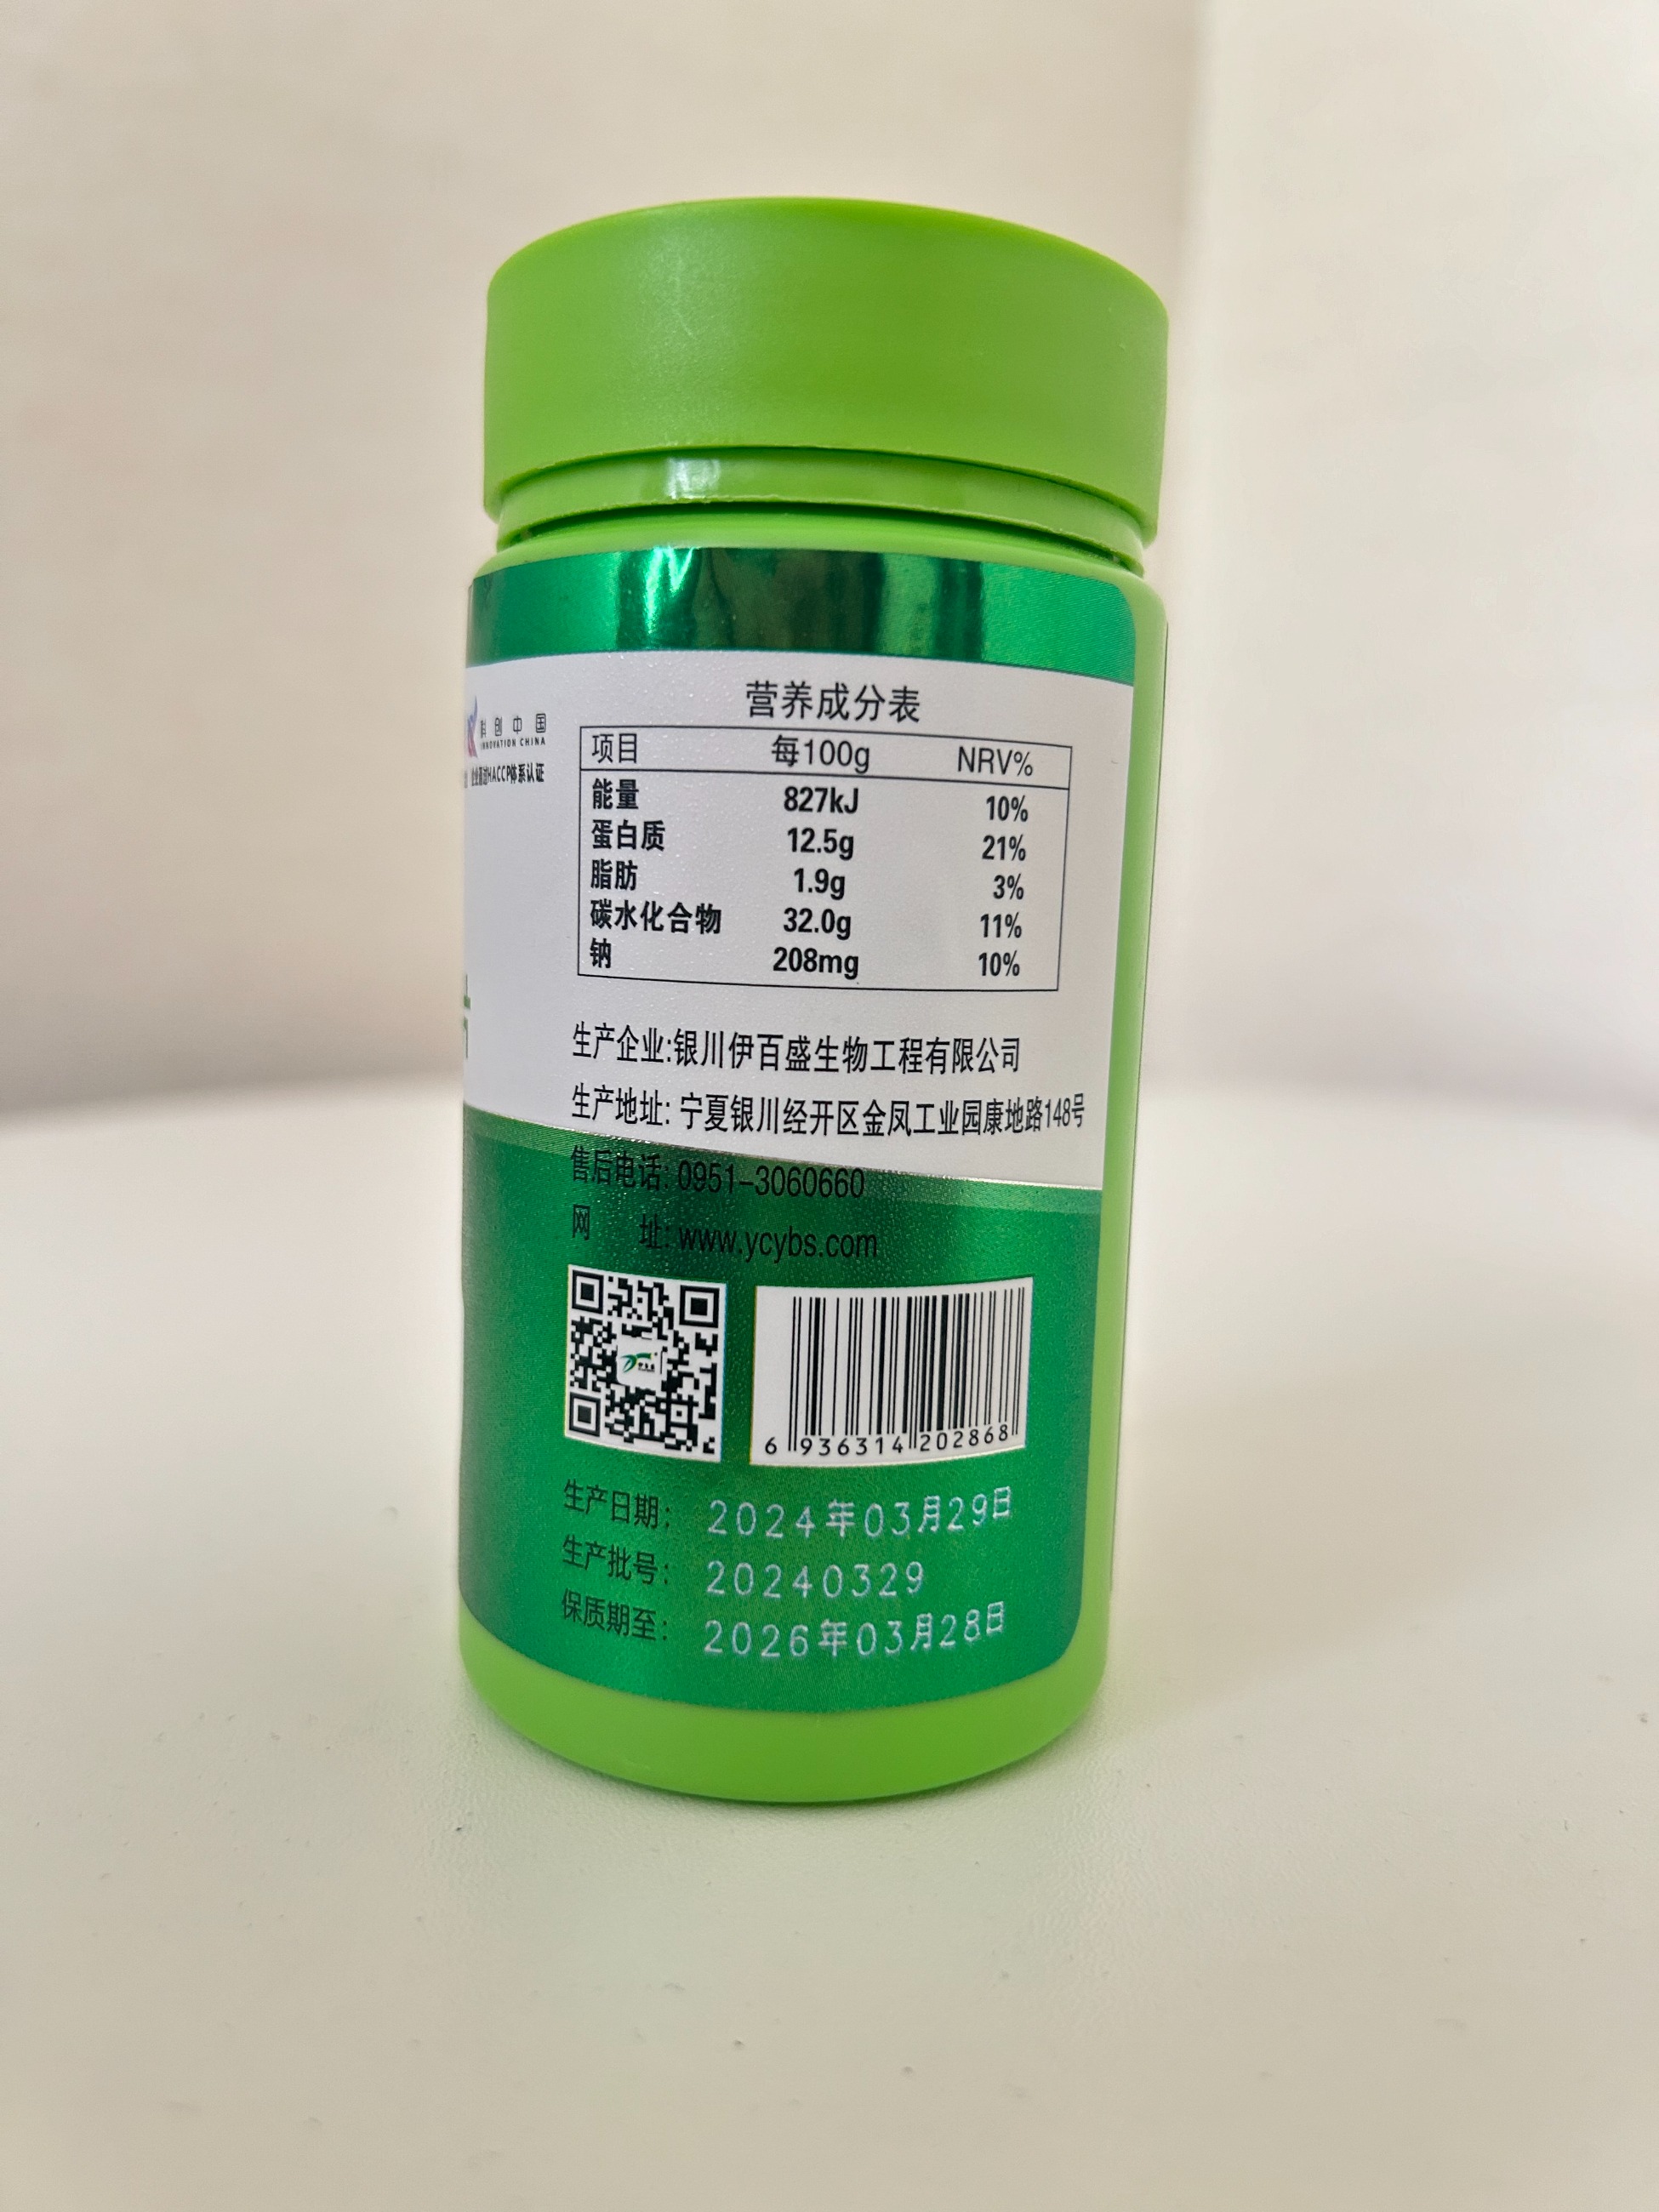 科创中国
INNOVATION CHINA
HACCP体系认证
营养成分表
项目 每100g NRV%
能量 827kJ 10%
蛋白质 12.5g 21%
脂肪 1.9g 3%
碳水化合物 32.0g 11%
钠 208mg 10%
生产企业:银川伊百盛生物工程有限公司
生产地址: 宁夏银川经开区金凤工业园康地路148号
售后电话: 0951-3060660
网 址: www.ycybs.com
6 936314 202868
生产日期: 2024年03月29日
生产批号: 20240329
保质期至: 2026年03月28日